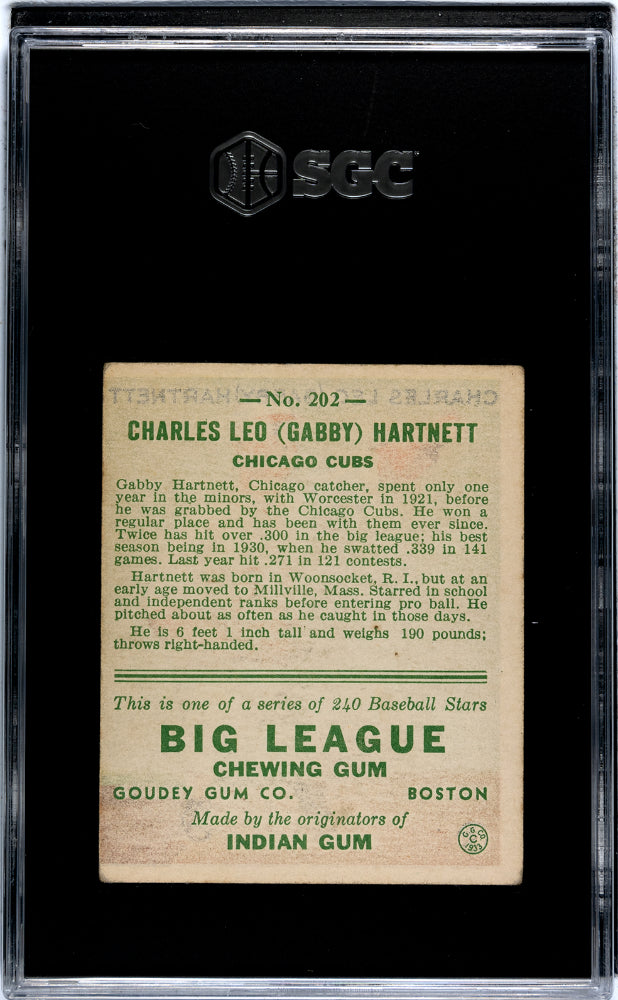 SGC
CHARLES LEO (GABBY) HARTNETT
— No. 202 —
CHARLES LEO (GABBY) HARTNETT
CHICAGO CUBS
Gabby Hartnett, Chicago catcher, spent only one
year in the minors, with Worcester in 1921, before
he was grabbed by the Chicago Cubs. He won a
regular place and has been with them ever since.
Twice has hit over .300 in the big league; his best
season being in 1930, when he swatted .339 in 141
games. Last year hit .271 in 121 contests.
Hartnett was born in Woonsocket, R. I., but at an
early age moved to Millville, Mass. Starred in school
and independent ranks before entering pro ball. He
pitched about as often as he caught in those days.
He is 6 feet 1 inch tall and weighs 190 pounds;
throws right-handed.
This is one of a series of 240 Baseball Stars
BIG LEAGUE
CHEWING GUM
GOUDEY GUM CO. BOSTON
Made by the originators of
INDIAN GUM
G. G. CO.
C
1933